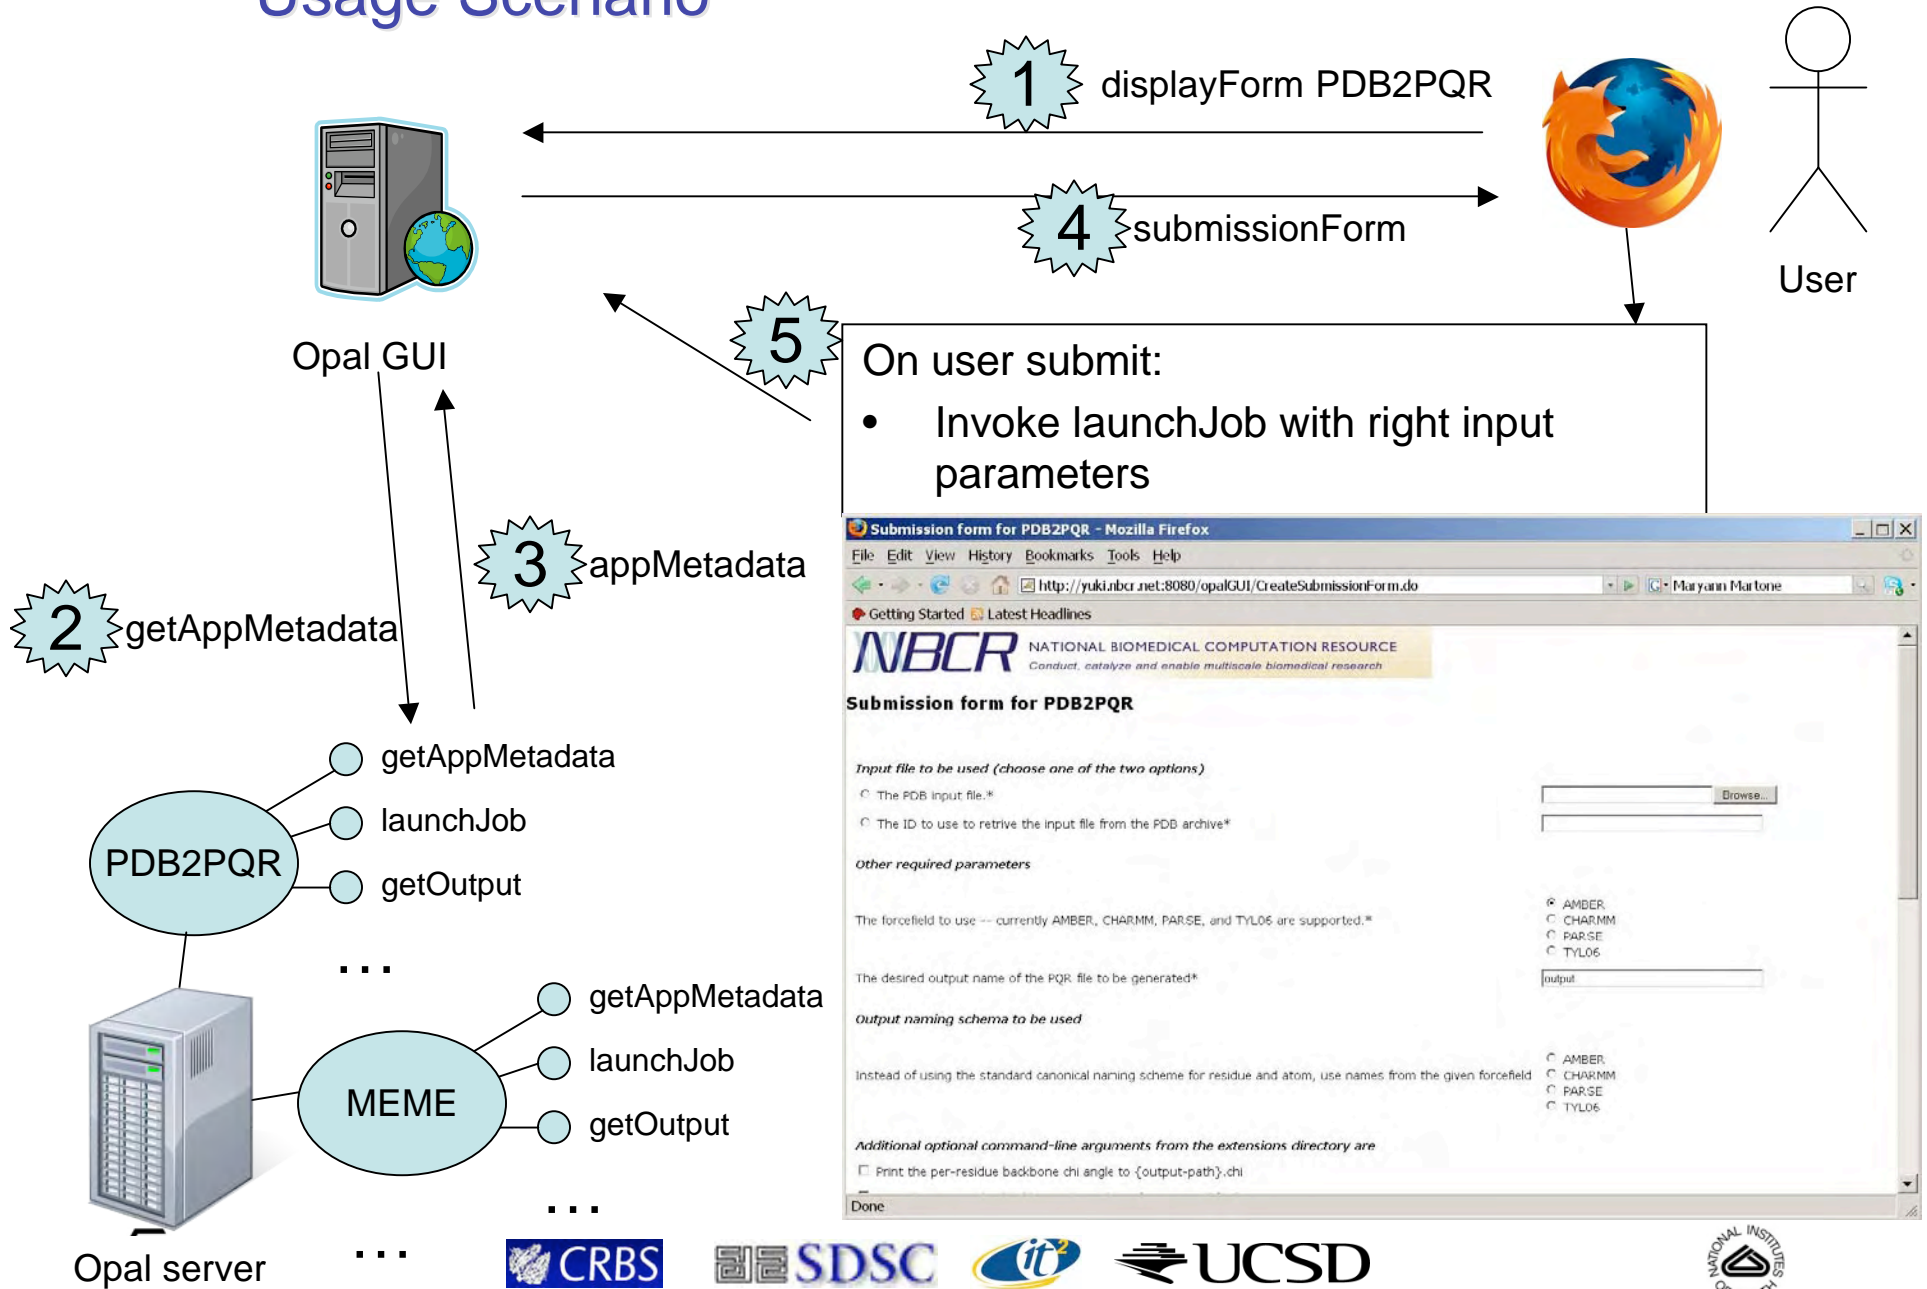 Usage Scenario
1 displayForm PDB2PQR
4 submissionForm
User
Opal GUI
5
On user submit:
• Invoke launchJob with right input
parameters
3 appMetadata
2 getAppMetadata
getAppMetadata
launchJob
PDB2PQR
getOutput
...
getAppMetadata
launchJob
MEME
getOutput
...
Opal server
...
Submission form for PDB2PQR - Mozilla Firefox
File Edit View History Bookmarks Tools Help
http://yuki.nbcr.net:8080/opalGUI/CreateSubmissionForm.do
G Maryann Martone
Getting Started Latest Headlines
NBCR NATIONAL BIOMEDICAL COMPUTATION RESOURCE
Conduct, catalyze and enable multiscale biomedical research
Submission form for PDB2PQR
Input file to be used (choose one of the two options)
The PDB input file.*
Browse...
The ID to use to retrive the input file from the PDB archive*
Other required parameters
The forcefield to use -- currently AMBER, CHARMM, PARSE, and TYL06 are supported.*
AMBER
CHARMM
PARSE
TYL06
The desired output name of the PQR file to be generated*
output
Output naming schema to be used
Instead of using the standard canonical naming scheme for residue and atom, use names from the given forcefield
AMBER
CHARMM
PARSE
TYL06
Additional optional command-line arguments from the extensions directory are
Print the per-residue backbone chi angle to {output-path}.chi
Done
CRBS
SDSC
it2
UCSD
NATIONAL INSTITUTES